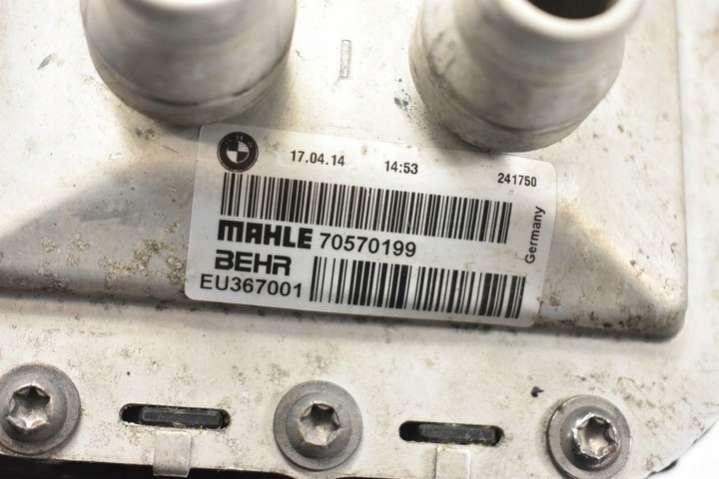 17.04.14 14:53 241750
MAHLE 70570199
BEHR
EU367001
Germany